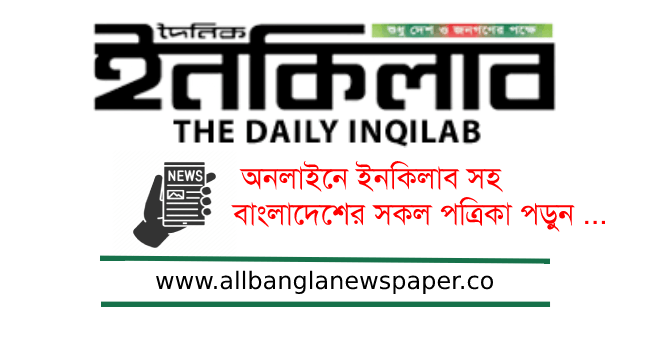 দৈনিক
শুধু দেশ ও জনগণের পক্ষে
ইনকিলাব
THE DAILY INQILAB
NEWS
অনলাইনে ইনকিলাব সহ
বাংলাদেশের সকল পত্রিকা পড়ুন ...
www.allbanglanewspaper.co